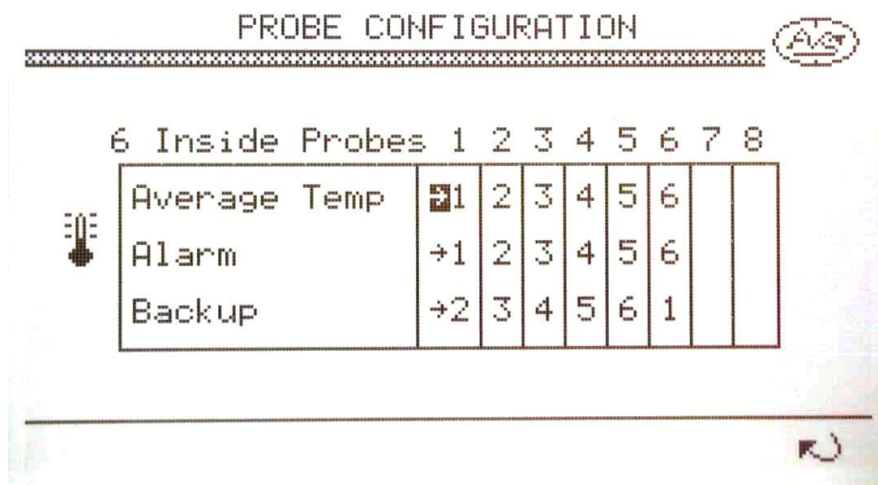 PROBE CONFIGURATION
6 Inside Probes 1 2 3 4 5 6 7 8
Average Temp →1 2 3 4 5 6
Alarm →1 2 3 4 5 6
Backup →2 3 4 5 6 1